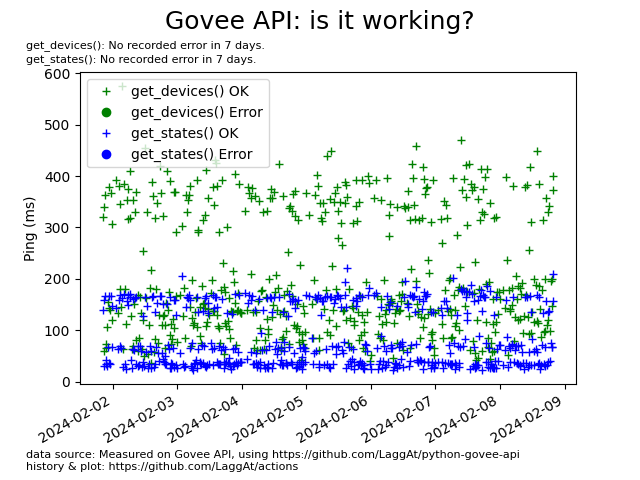 Govee API: is it working?
get_devices(): No recorded error in 7 days.
get_states(): No recorded error in 7 days.
get_devices() OK
get_devices() Error
get_states() OK
get_states() Error
Ping (ms)
600
500
400
300
200
100
0
2024-02-02
2024-02-03
2024-02-04
2024-02-05
2024-02-06
2024-02-07
2024-02-08
2024-02-09
data source: Measured on Govee API, using https://github.com/LaggAt/python-govee-api
history & plot: https://github.com/LaggAt/actions